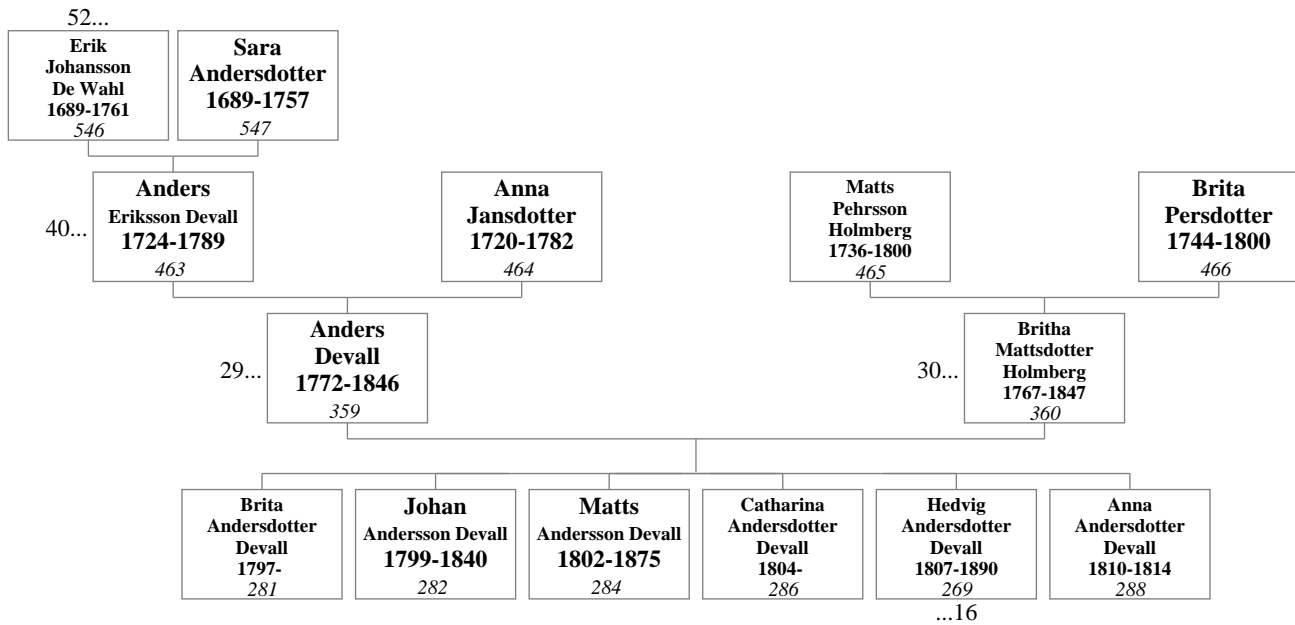 52...
Erik
Johansson
De Wahl
1689-1761
546
Sara
Andersdotter
1689-1757
547
40...
Anders
Eriksson Devall
1724-1789
463
Anna
Jansdotter
1720-1782
464
Matts
Pehrsson
Holmberg
1736-1800
465
Brita
Persdotter
1744-1800
466
29...
Anders
Devall
1772-1846
359
30...
Britha
Mattsdotter
Holmberg
1767-1847
360
Brita
Andersdotter
Devall
1797-
281
Johan
Andersson Devall
1799-1840
282
Matts
Andersson Devall
1802-1875
284
Catharina
Andersdotter
Devall
1804-
286
Hedvig
Andersdotter
Devall
1807-1890
269
...16
Anna
Andersdotter
Devall
1810-1814
288